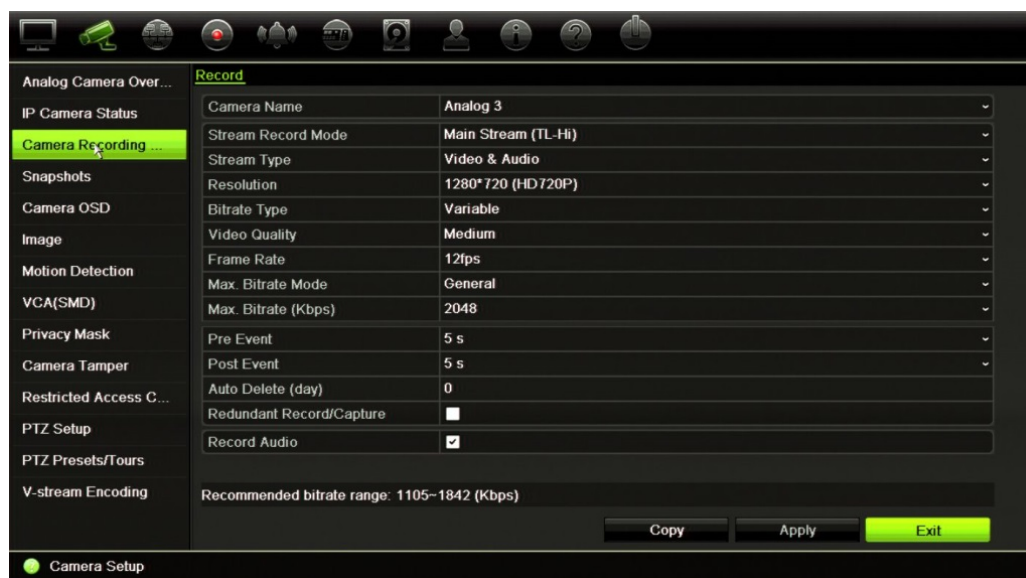 Analog Camera Over...
IP Camera Status
Camera Recording ...
Snapshots
Camera OSD
Image
Motion Detection
VCA(SMD)
Privacy Mask
Camera Tamper
Restricted Access C...
PTZ Setup
PTZ Presets/Tours
V-stream Encoding
Record
Camera Name Analog 3
Stream Record Mode Main Stream (TL-Hi)
Stream Type Video & Audio
Resolution 1280*720 (HD720P)
Bitrate Type Variable
Video Quality Medium
Frame Rate 12fps
Max. Bitrate Mode General
Max. Bitrate (Kbps) 2048
Pre Event 5 s
Post Event 5 s
Auto Delete (day) 0
Redundant Record/Capture
Record Audio
Recommended bitrate range: 1105~1842 (Kbps)
Copy Apply Exit
Camera Setup